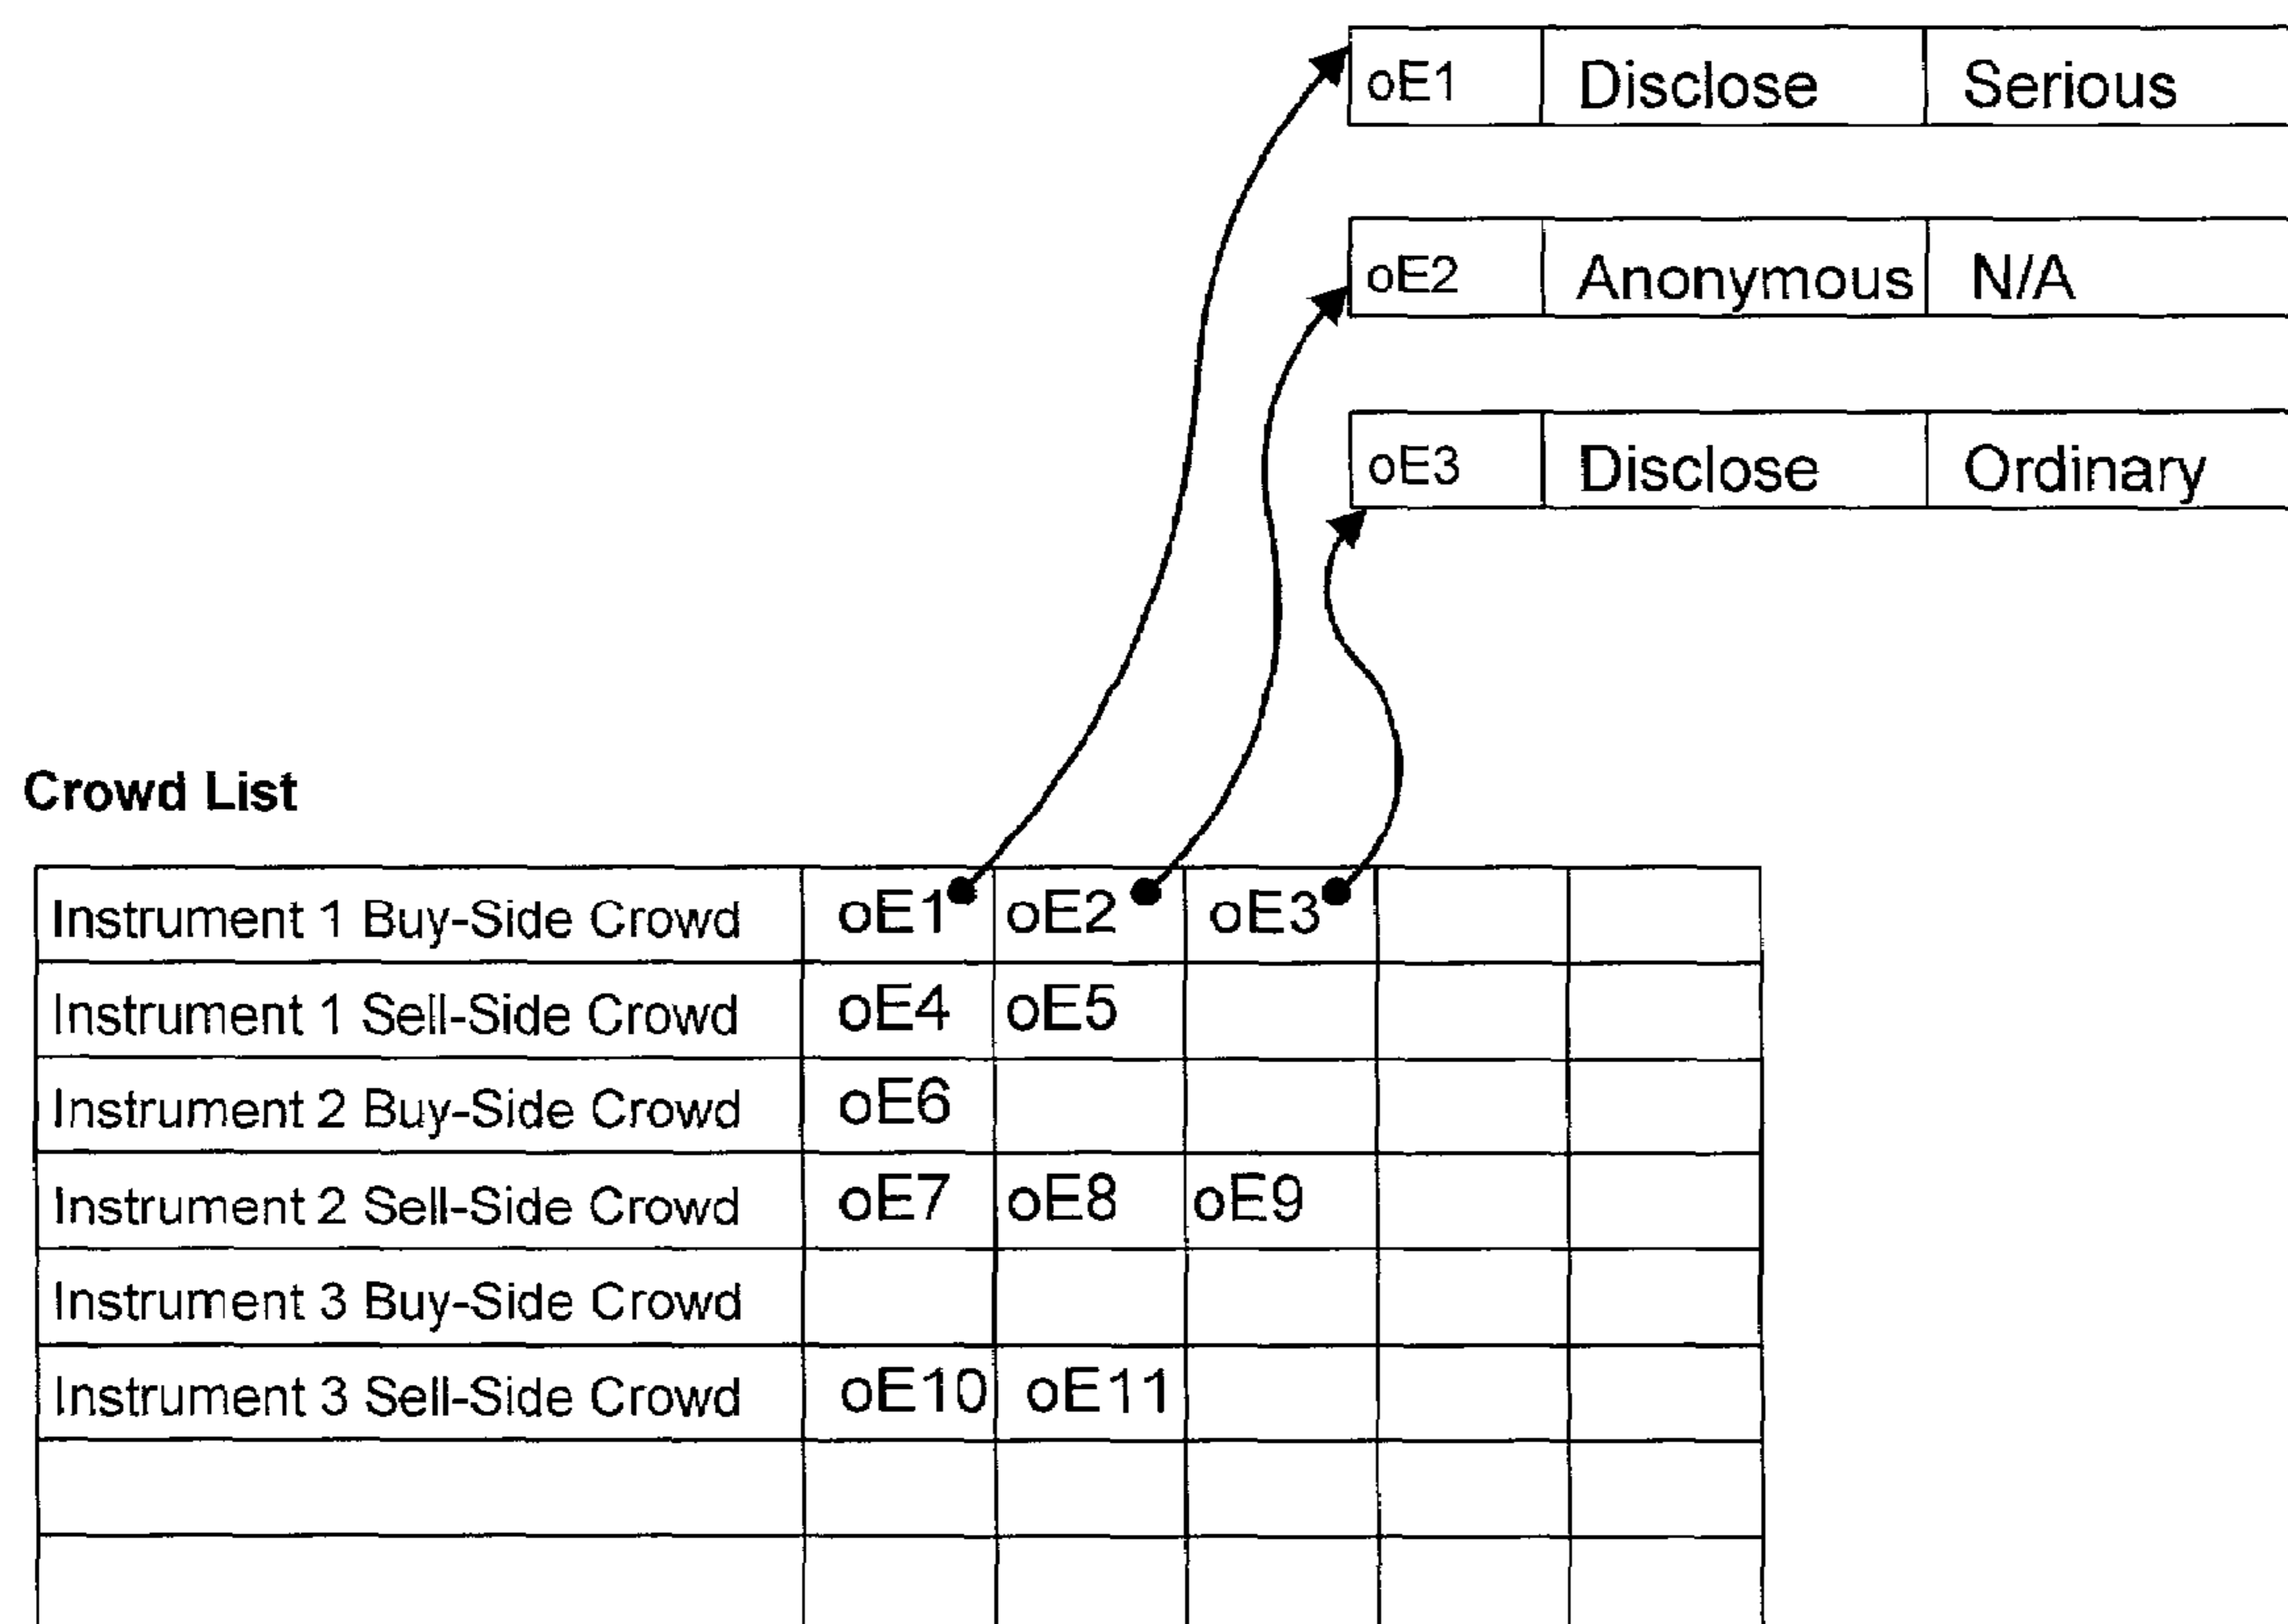 oE1 Disclose Serious
oE2 Anonymous N/A
oE3 Disclose Ordinary
Crowd List
Instrument 1 Buy-Side Crowd oE1 oE2 oE3
Instrument 1 Sell-Side Crowd oE4 oE5
Instrument 2 Buy-Side Crowd oE6
Instrument 2 Sell-Side Crowd oE7 oE8 oE9
Instrument 3 Buy-Side Crowd
Instrument 3 Sell-Side Crowd oE10 oE11